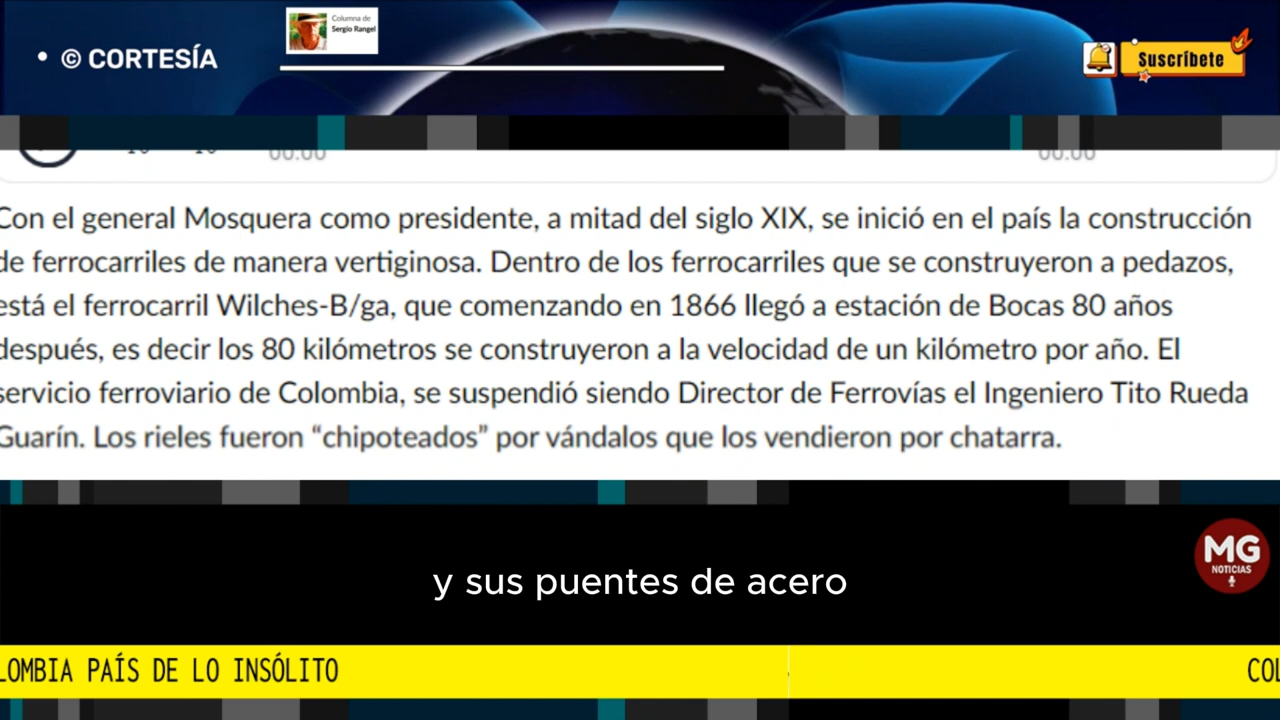 • © CORTESÍA
Columna de
Sergio Rangel
Suscríbete
00:00 00:00
Con el general Mosquera como presidente, a mitad del siglo XIX, se inició en el país la construcción
de ferrocarriles de manera vertiginosa. Dentro de los ferrocarriles que se construyeron a pedazos,
está el ferrocarril Wilches-B/ga, que comenzando en 1866 llegó a estación de Bocas 80 años
después, es decir los 80 kilómetros se construyeron a la velocidad de un kilómetro por año. El
servicio ferroviario de Colombia, se suspendió siendo Director de Ferrovías el Ingeniero Tito Rueda
Guarín. Los rieles fueron “chipoteados” por vándalos que los vendieron por chatarra.
y sus puentes de acero
MG
NOTICIAS
LOMBIA PAÍS DE LO INSÓLITO COL